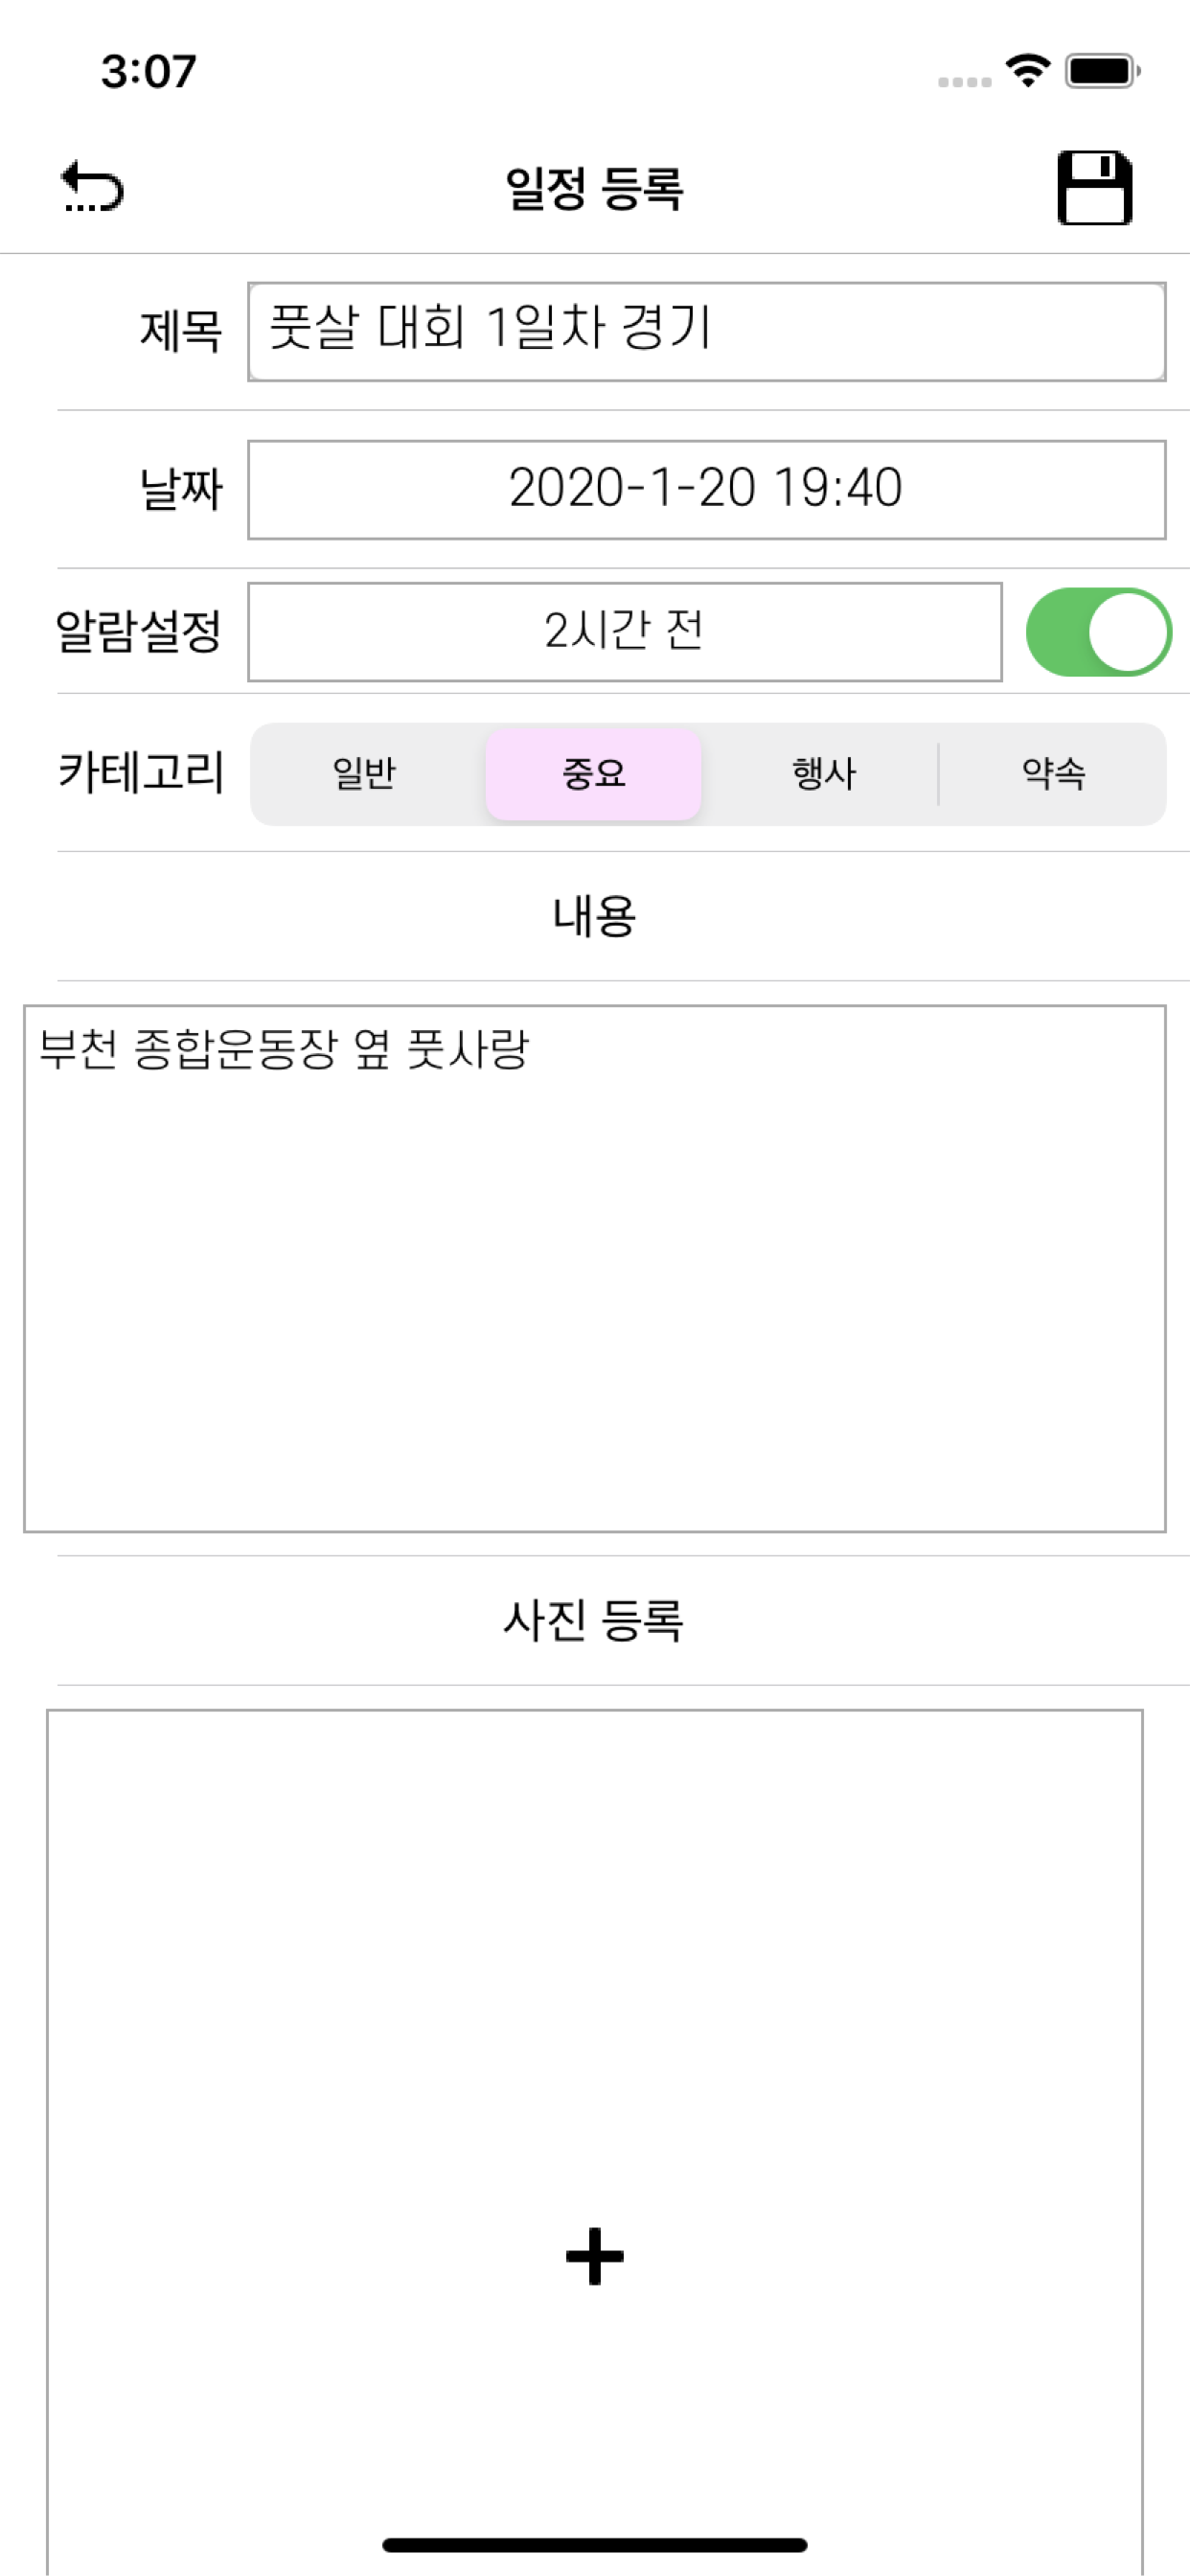 3:07
일정 등록
제목 풋살 대회 1일차 경기
날짜 2020-1-20 19:40
알람설정 2시간 전
카테고리 일반 중요 행사 약속
내용
부천 종합운동장 옆 풋사랑
사진 등록